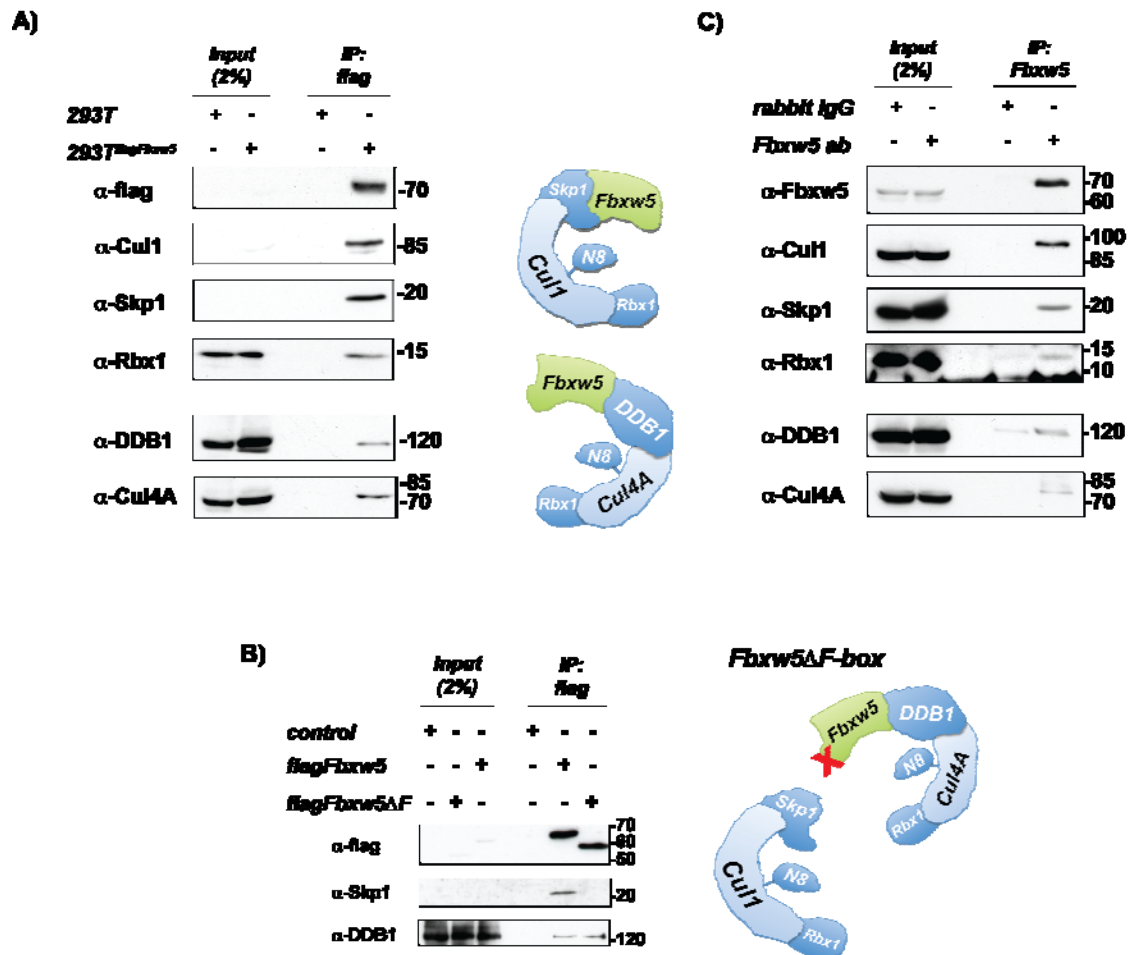 A)
Input (2%)
IP: flag
293T + - + -
293TflagFbxw5 - + - +
α-flag -70
α-Cul1 -85
α-Skp1 -20
α-Rbx1 -15
α-DDB1 -120
α-Cul4A -85 -70
Skp1 Fbxw5
N8
Cul1
Rbx1
Fbxw5
DDB1
N8
Cul4A
Rbx1
C)
Input (2%)
IP: Fbxw5
rabbit IgG + - + -
Fbxw5 ab - + - +
α-Fbxw5 -70 -60
α-Cul1 -100 -85
α-Skp1 -20
α-Rbx1 -15 -10
α-DDB1 -120
α-Cul4A -85 -70
B)
Input (2%)
IP: flag
control + - - + - -
flagFbxw5 - - + - + -
flagFbxw5ΔF - + - - - +
α-flag -70 -60 -50
α-Skp1 -20
α-DDB1 -120
Fbxw5ΔF-box
Fbxw5
DDB1
N8
Cul4A
Rbx1
Skp1
N8
Cul1
Rbx1